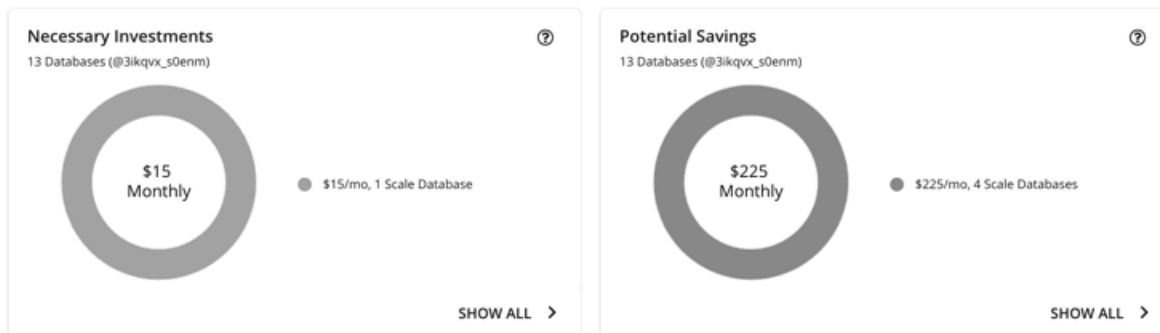 Necessary Investments
13 Databases (@3ikqvx_s0enm)
$15
Monthly
$15/mo, 1 Scale Database
SHOW ALL
Potential Savings
13 Databases (@3ikqvx_s0enm)
$225
Monthly
$225/mo, 4 Scale Databases
SHOW ALL